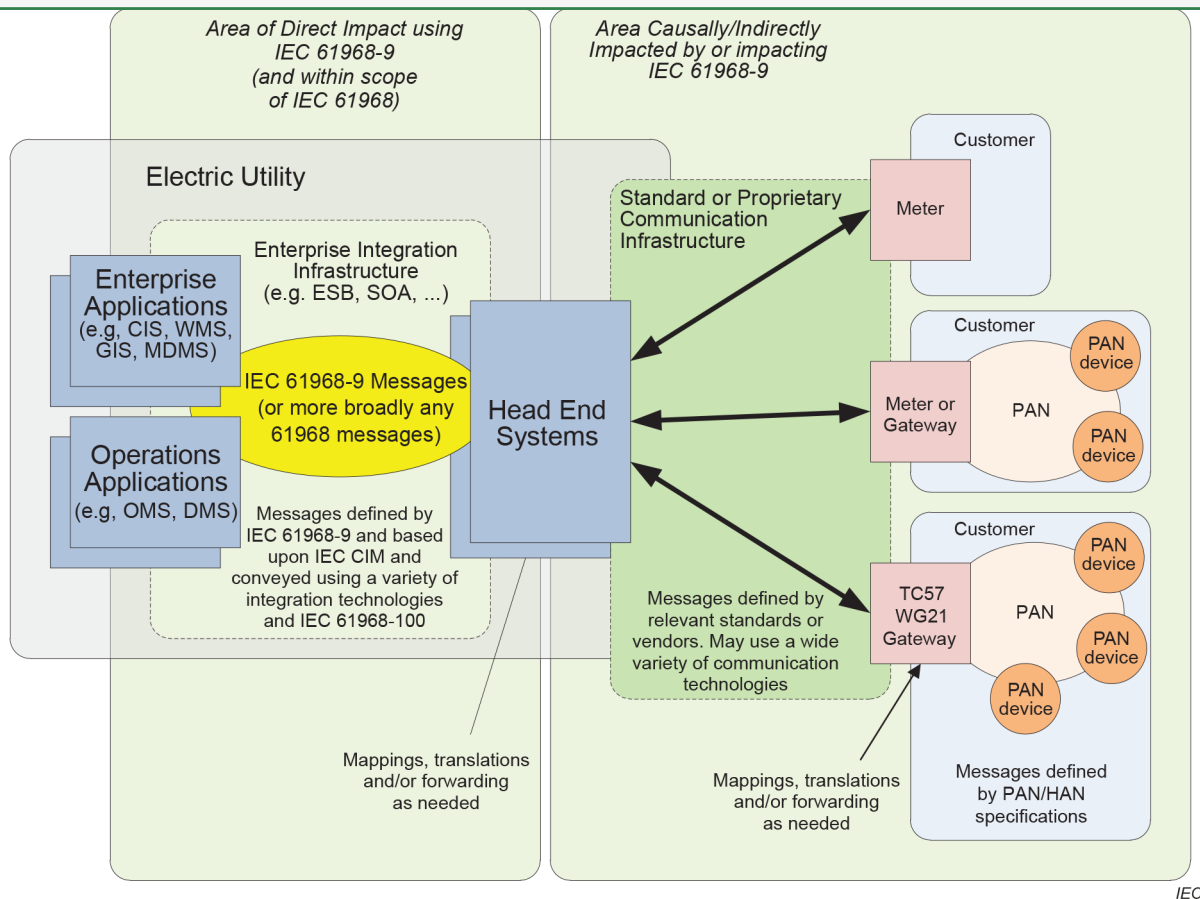 Area of Direct Impact using
IEC 61968-9
(and within scope
of IEC 61968)
Area Causally/Indirectly
Impacted by or impacting
IEC 61968-9
Electric Utility
Enterprise Integration
Infrastructure
(e.g. ESB, SOA, ...)
Enterprise
Applications
(e.g, CIS, WMS,
GIS, MDMS)
IEC 61968-9 Messages
(or more broadly any
61968 messages)
Operations
Applications
(e.g, OMS, DMS)
Messages defined by
IEC 61968-9 and based
upon IEC CIM and
conveyed using a variety of
integration technologies
and IEC 61968-100
Head End
Systems
Mappings, translations
and/or forwarding
as needed
Standard or Proprietary
Communication
Infrastructure
Messages defined by
relevant standards or
vendors. May use a wide
variety of communication
technologies
Customer
Meter
Customer
Meter or
Gateway
PAN
PAN
device
PAN
device
Customer
TC57
WG21
Gateway
PAN
PAN
device
PAN
device
PAN
device
Mappings, translations
and/or forwarding
as needed
Messages defined
by PAN/HAN
specifications
IEC